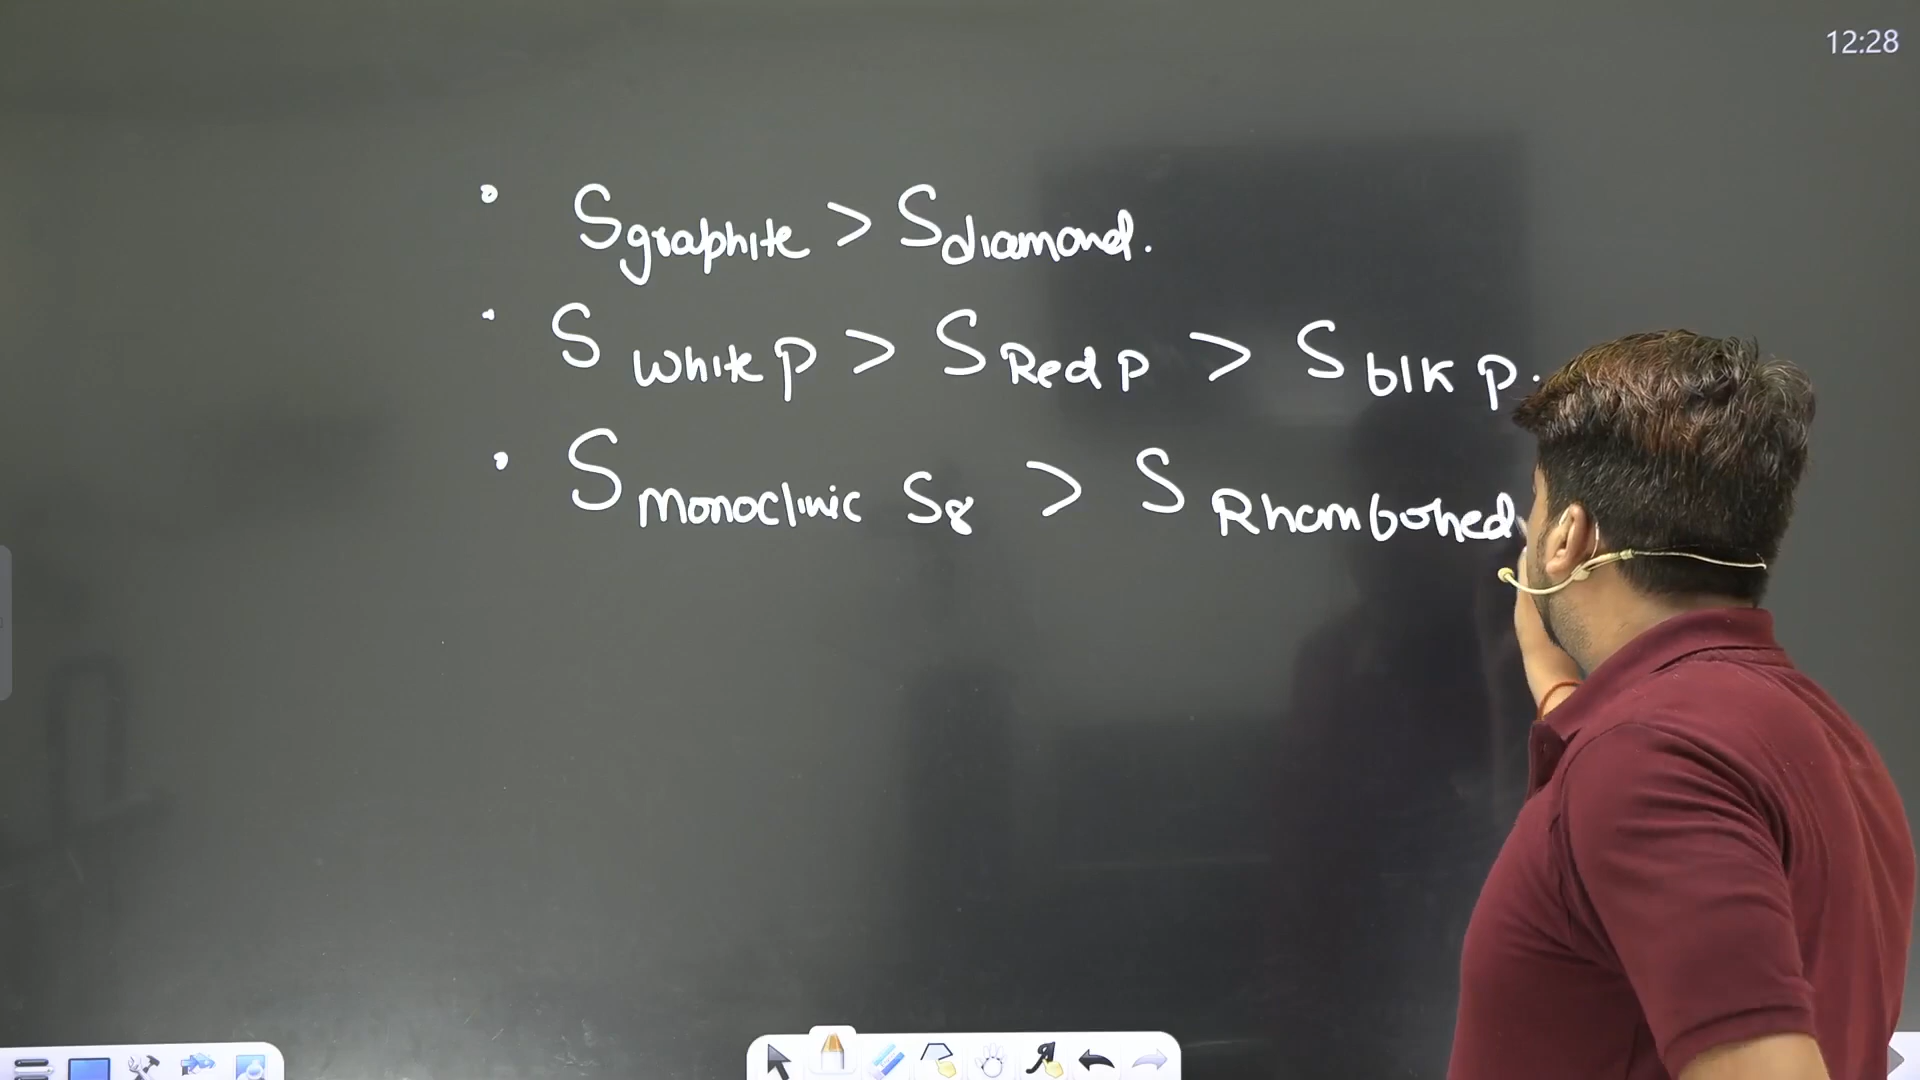 12:28
• S graphite > S diamond.
• S White P > S Red P > S blk P.
• S Monoclinic S8 > S Rhombohed